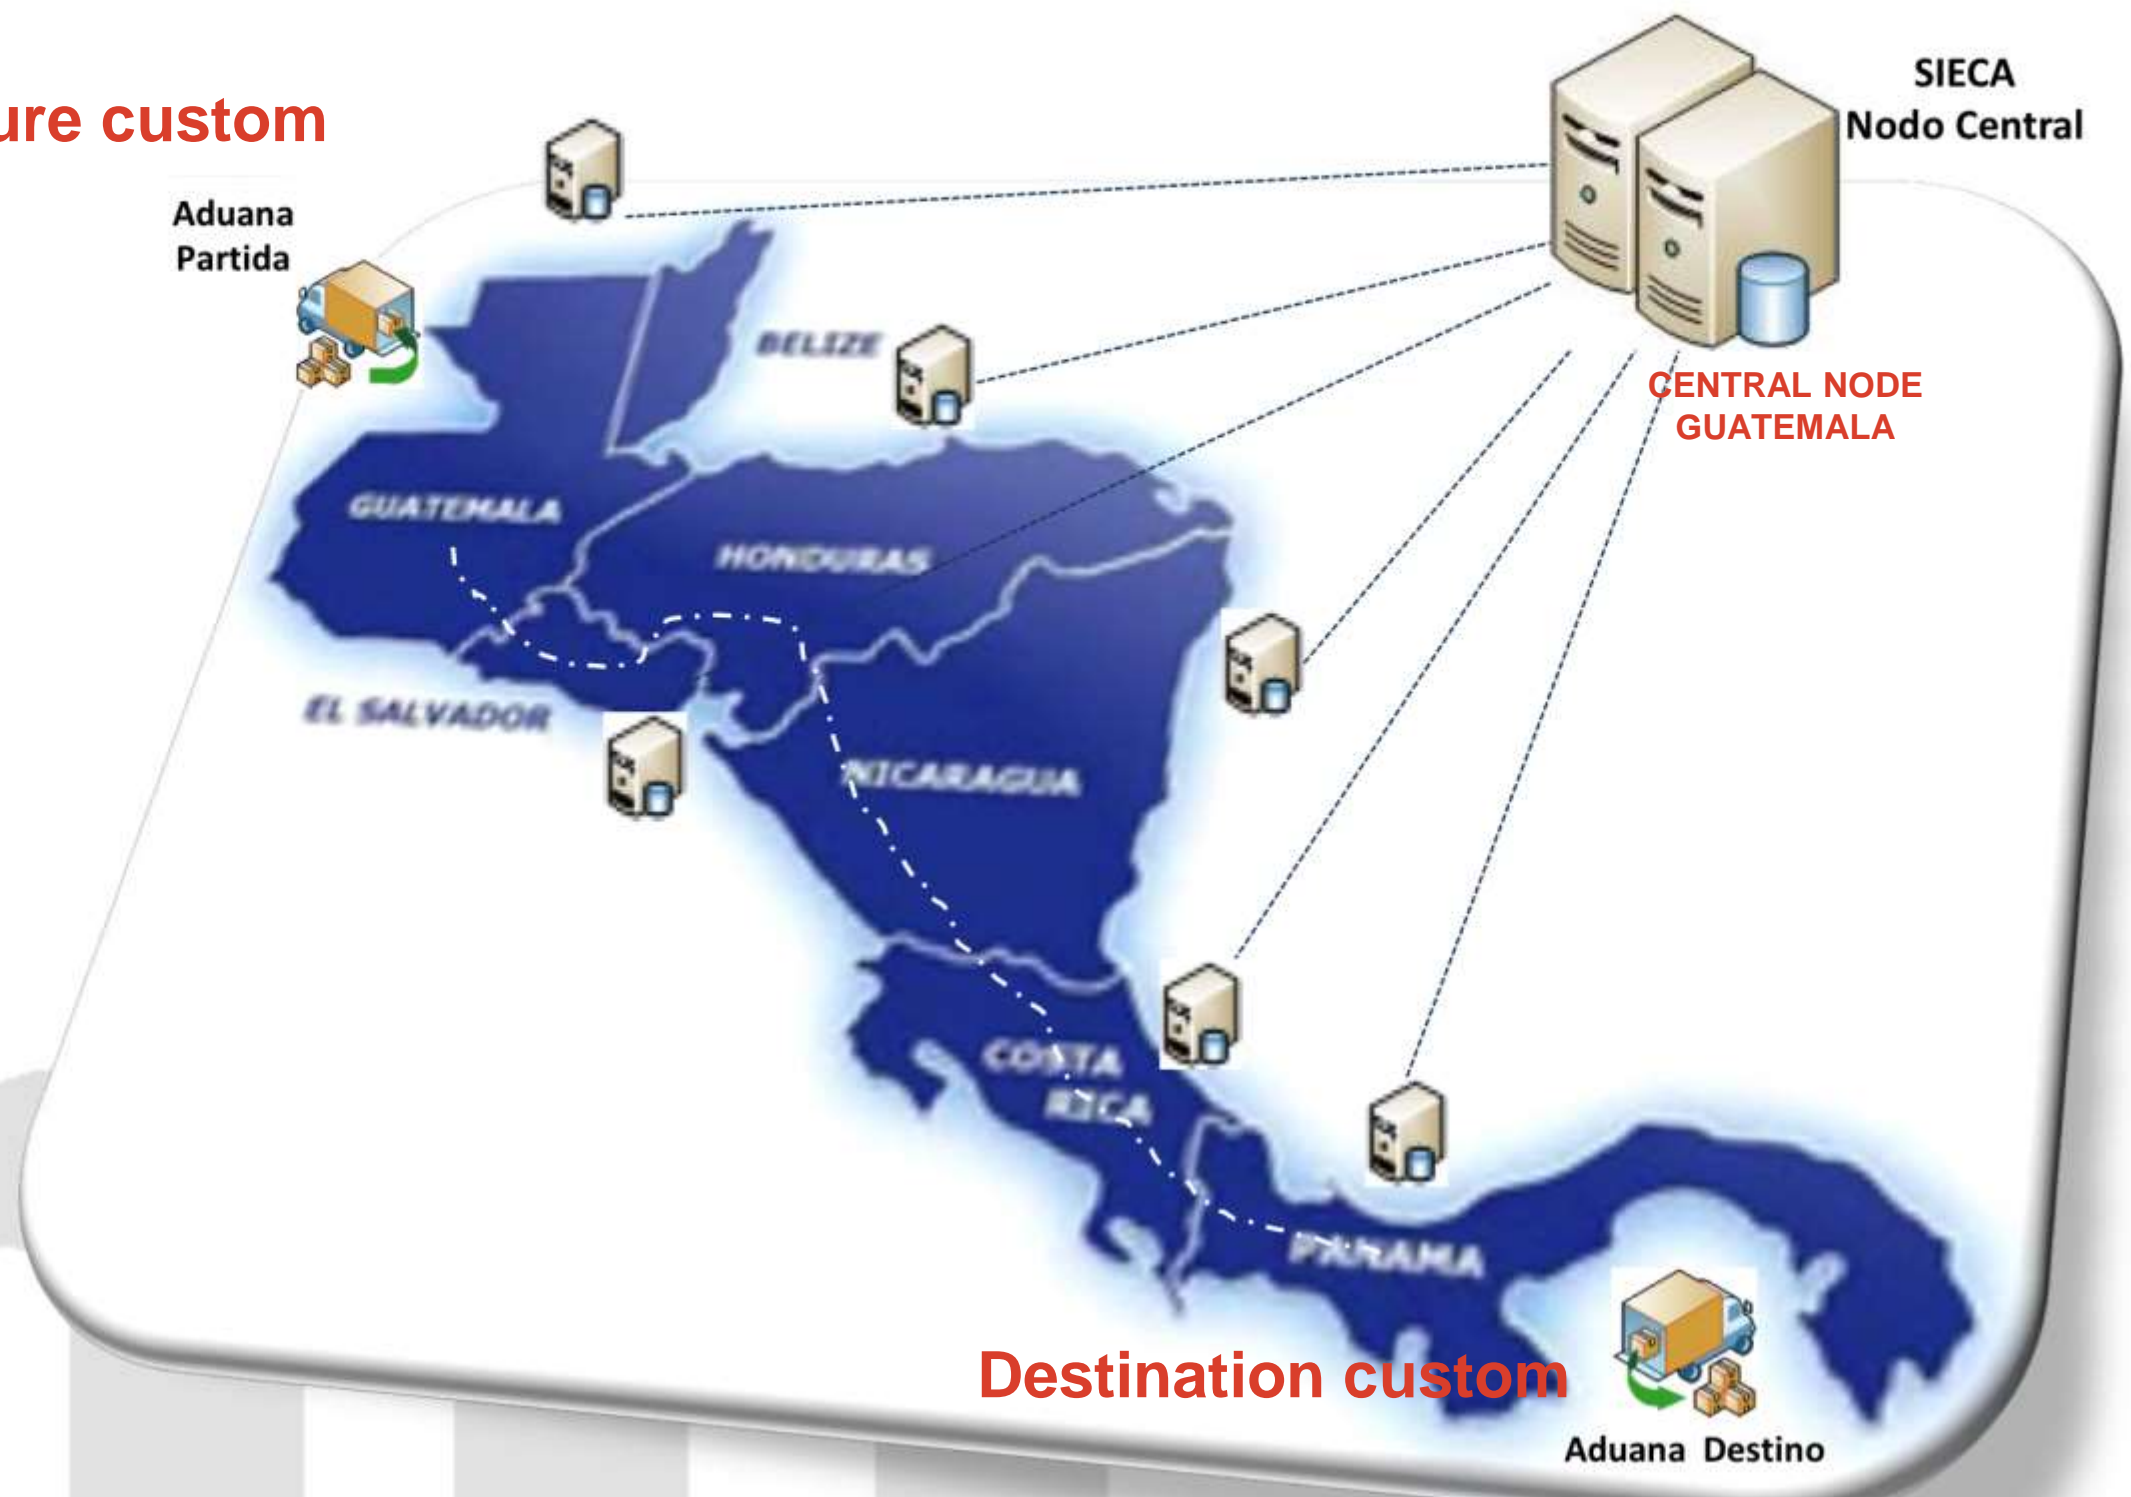 SIECA
Nodo Central
ure custom
Aduana
Partida
BELIZE
CENTRAL NODE
GUATEMALA
GUATEMALA
HONDURAS
EL SALVADOR
NICARAGUA
COSTA
RICA
PANAMA
Destination custom
Aduana Destino